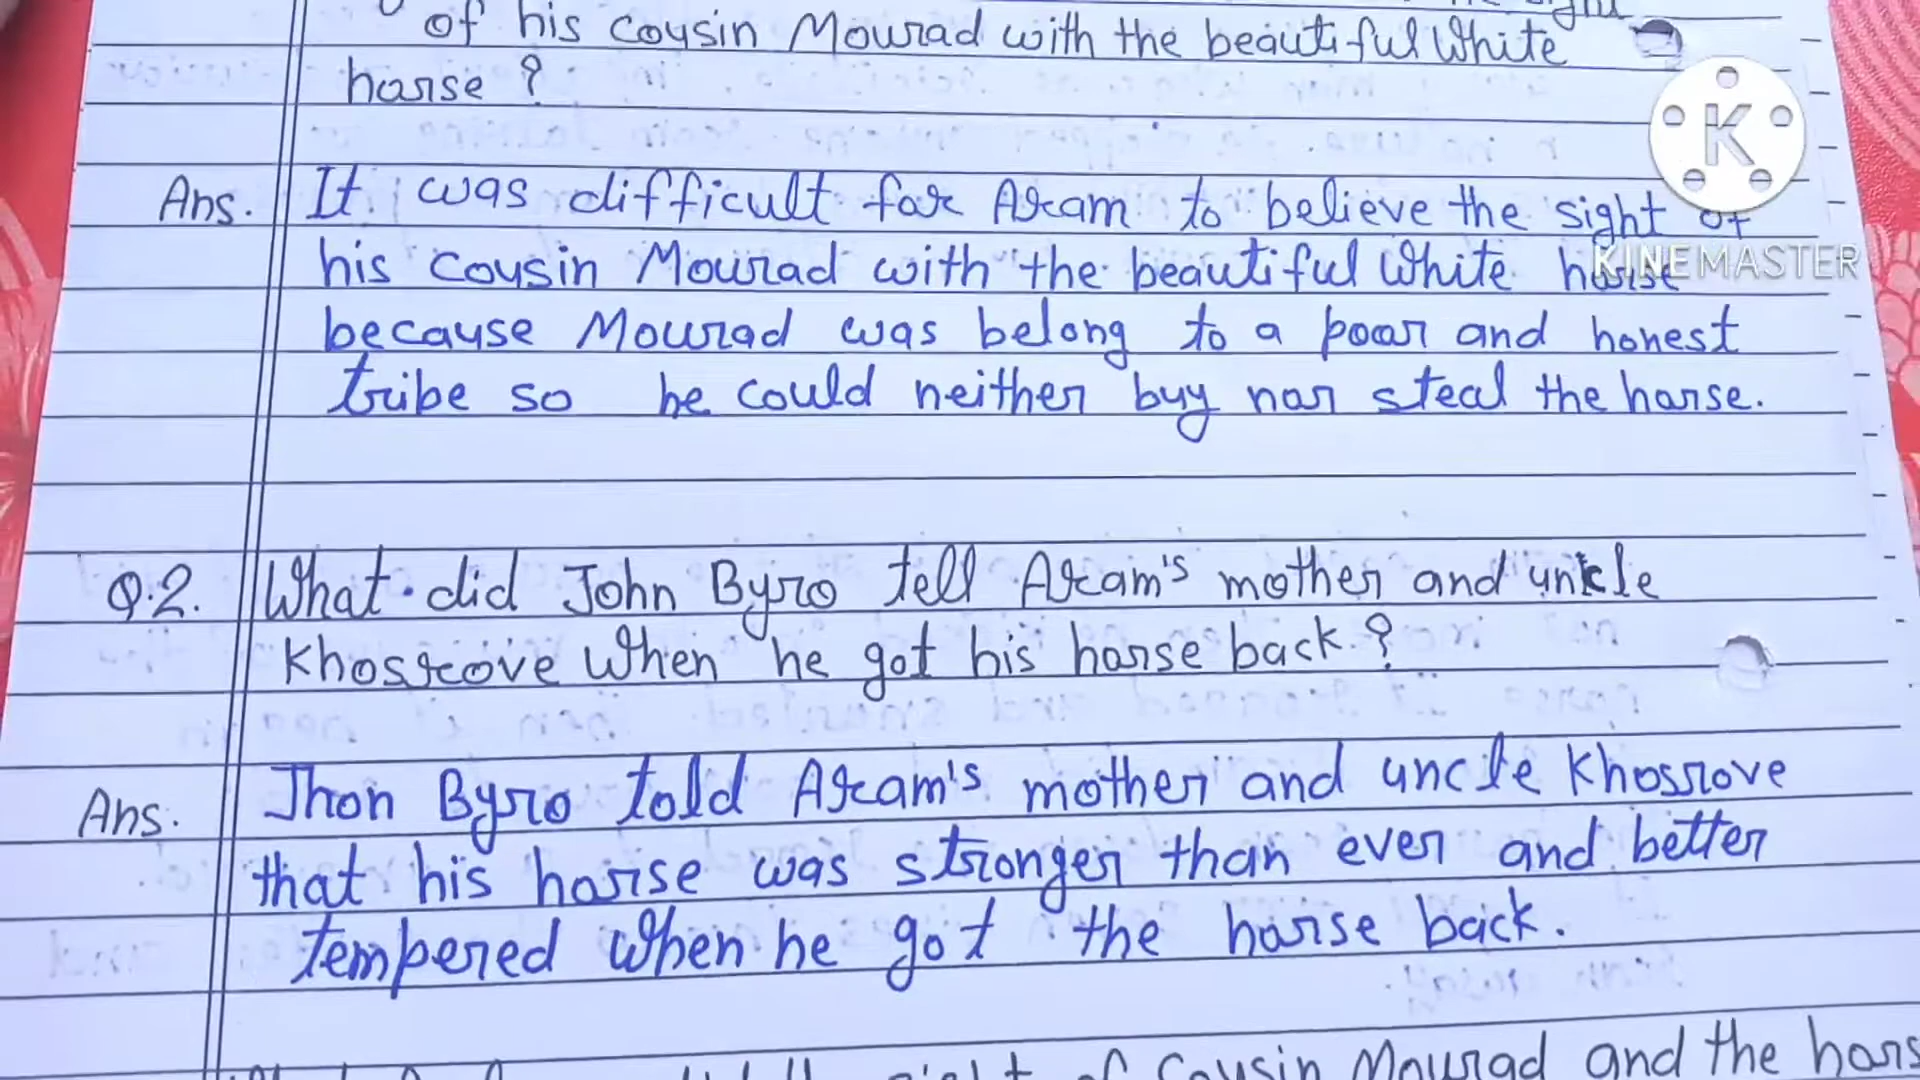 of his cousin Mourad with the beautiful White
horse ?
Ans. It was difficult for Aram to believe the sight of
his cousin Mourad with the beautiful White horse
because Mourad was belong to a poor and honest
tribe so he could neither buy nor steal the horse.
K
KINEMASTER
Q.2. What did John Byro tell Aram's mother and unkle
Khosrove When he got his horse back ?
Ans. Jhon Byro told Aram's mother and uncle Khosrove
that his horse was stronger than ever and better
tempered When he got the horse back.
sight of Cousin Mourad and the hors